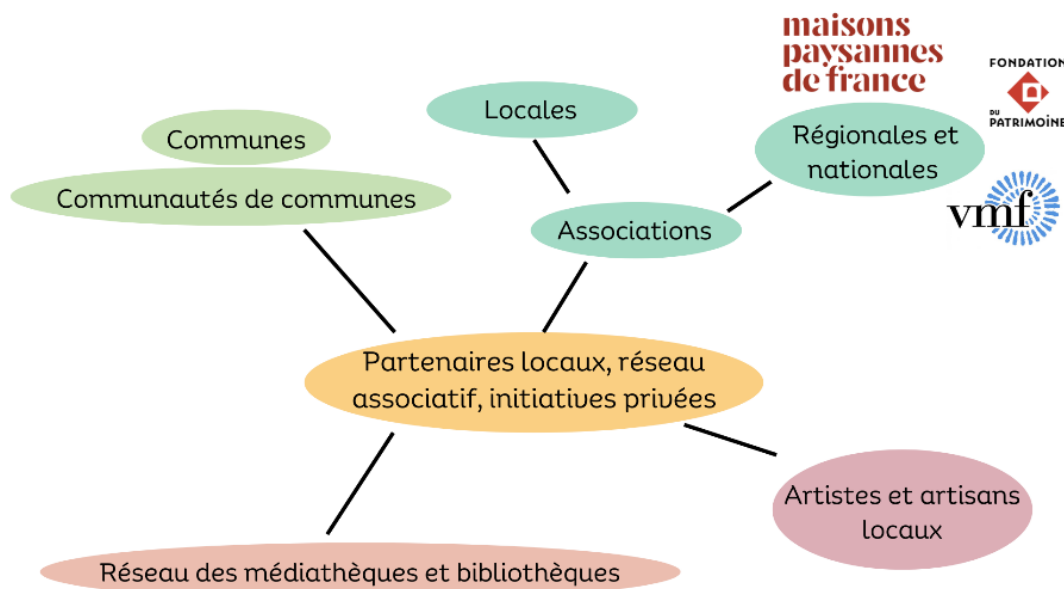 maisons
paysannes
de france
FONDATION
DU
PATRIMOINE
Locales
Communes
Régionales et
nationales
Communautés de communes
vmf
Associations
Partenaires locaux, réseau
associatif, initiatives privées
Artistes et artisans
locaux
Réseau des médiathèques et bibliothèques